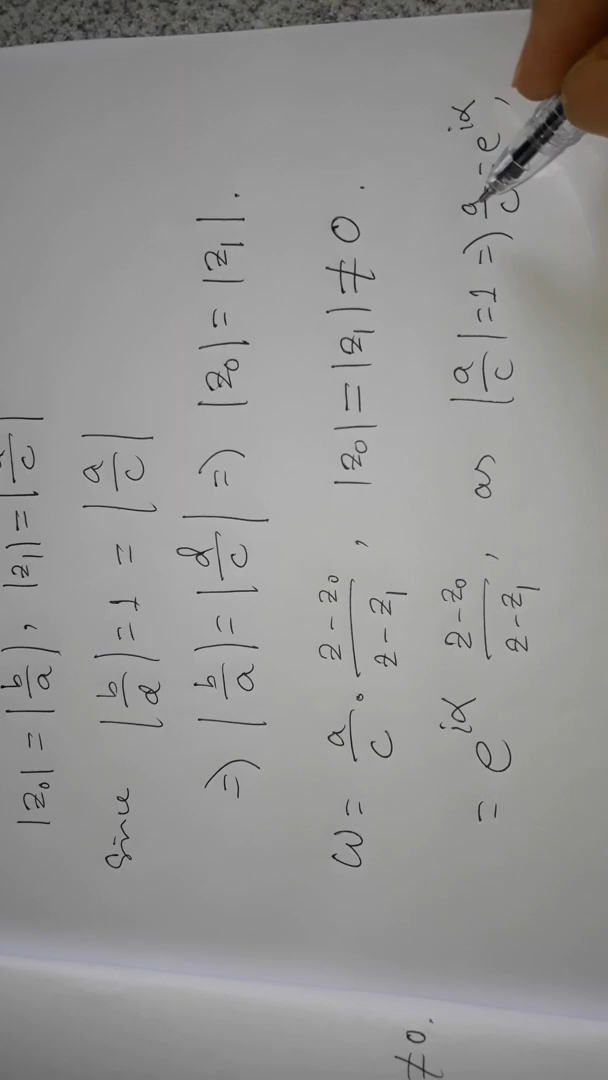 |z₀| = |b/a|, |z₁| = |d/c|
Since |b/d| = 1 = |a/c|
=> |b/a| = |d/c| => |z₀| = |z₁|.
W = a/c · (z - z₀)/(z - z₁), |z₀| = |z₁| ≠ 0.
= e^{iα} (z - z₀)/(z - z₁), as |a/c| = 1 => a/c = e^{iα},
≠ 0.